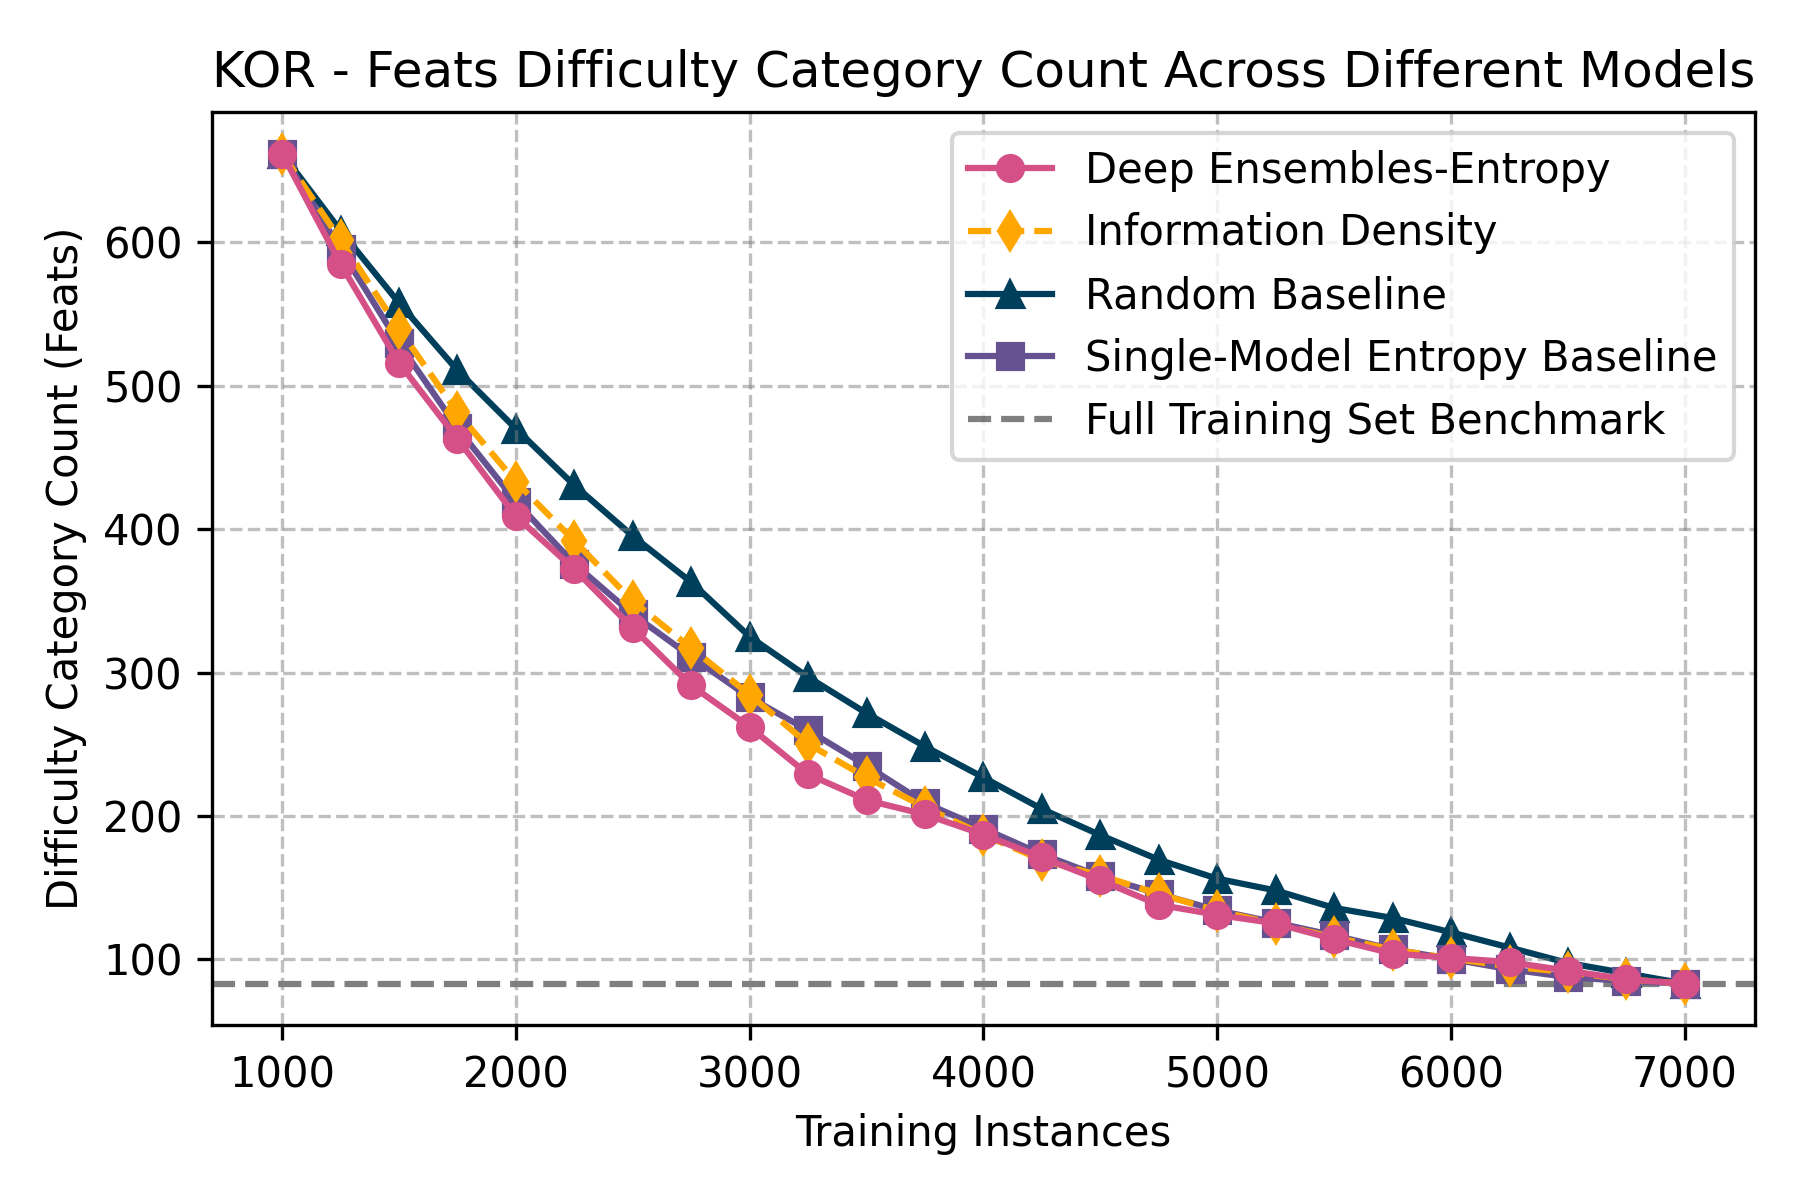 KOR - Feats Difficulty Category Count Across Different Models
Deep Ensembles-Entropy
Information Density
Random Baseline
Single-Model Entropy Baseline
Full Training Set Benchmark
Difficulty Category Count (Feats)
600
500
400
300
200
100
1000 2000 3000 4000 5000 6000 7000
Training Instances